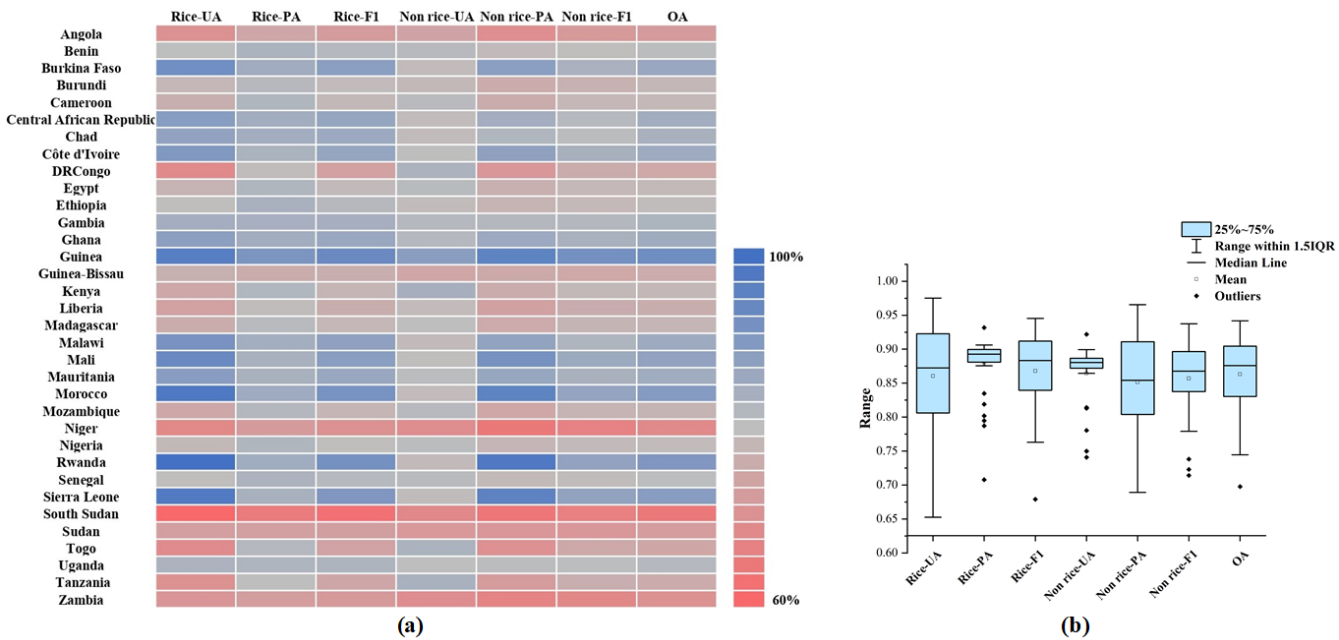 Rice-UA Rice-PA Rice-F1 Non rice-UA Non rice-PA Non rice-F1 OA
Angola
Benin
Burkina Faso
Burundi
Cameroon
Central African Republic
Chad
Côte d'Ivoire
DRCongo
Egypt
Ethiopia
Gambia
Ghana
Guinea
Guinea-Bissau
Kenya
Liberia
Madagascar
Malawi
Mali
Mauritania
Morocco
Mozambique
Niger
Nigeria
Rwanda
Senegal
Sierra Leone
South Sudan
Sudan
Togo
Uganda
Tanzania
Zambia
100%
60%
(a)
25%~75%
Range within 1.5IQR
Median Line
Mean
Outliers
Range
1.00
0.95
0.90
0.85
0.80
0.75
0.70
0.65
0.60
Rice-UA
Rice-PA
Rice-F1
Non rice-UA
Non rice-PA
Non rice-F1
OA
(b)